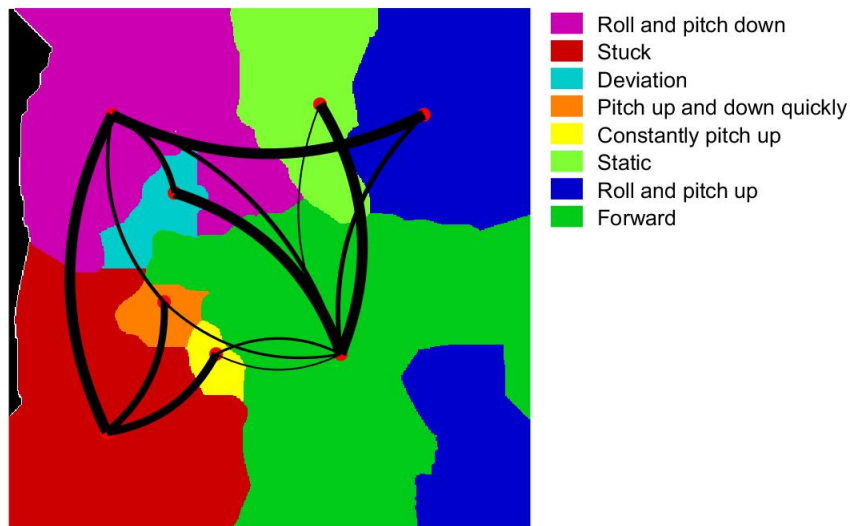 Roll and pitch down
Stuck
Deviation
Pitch up and down quickly
Constantly pitch up
Static
Roll and pitch up
Forward